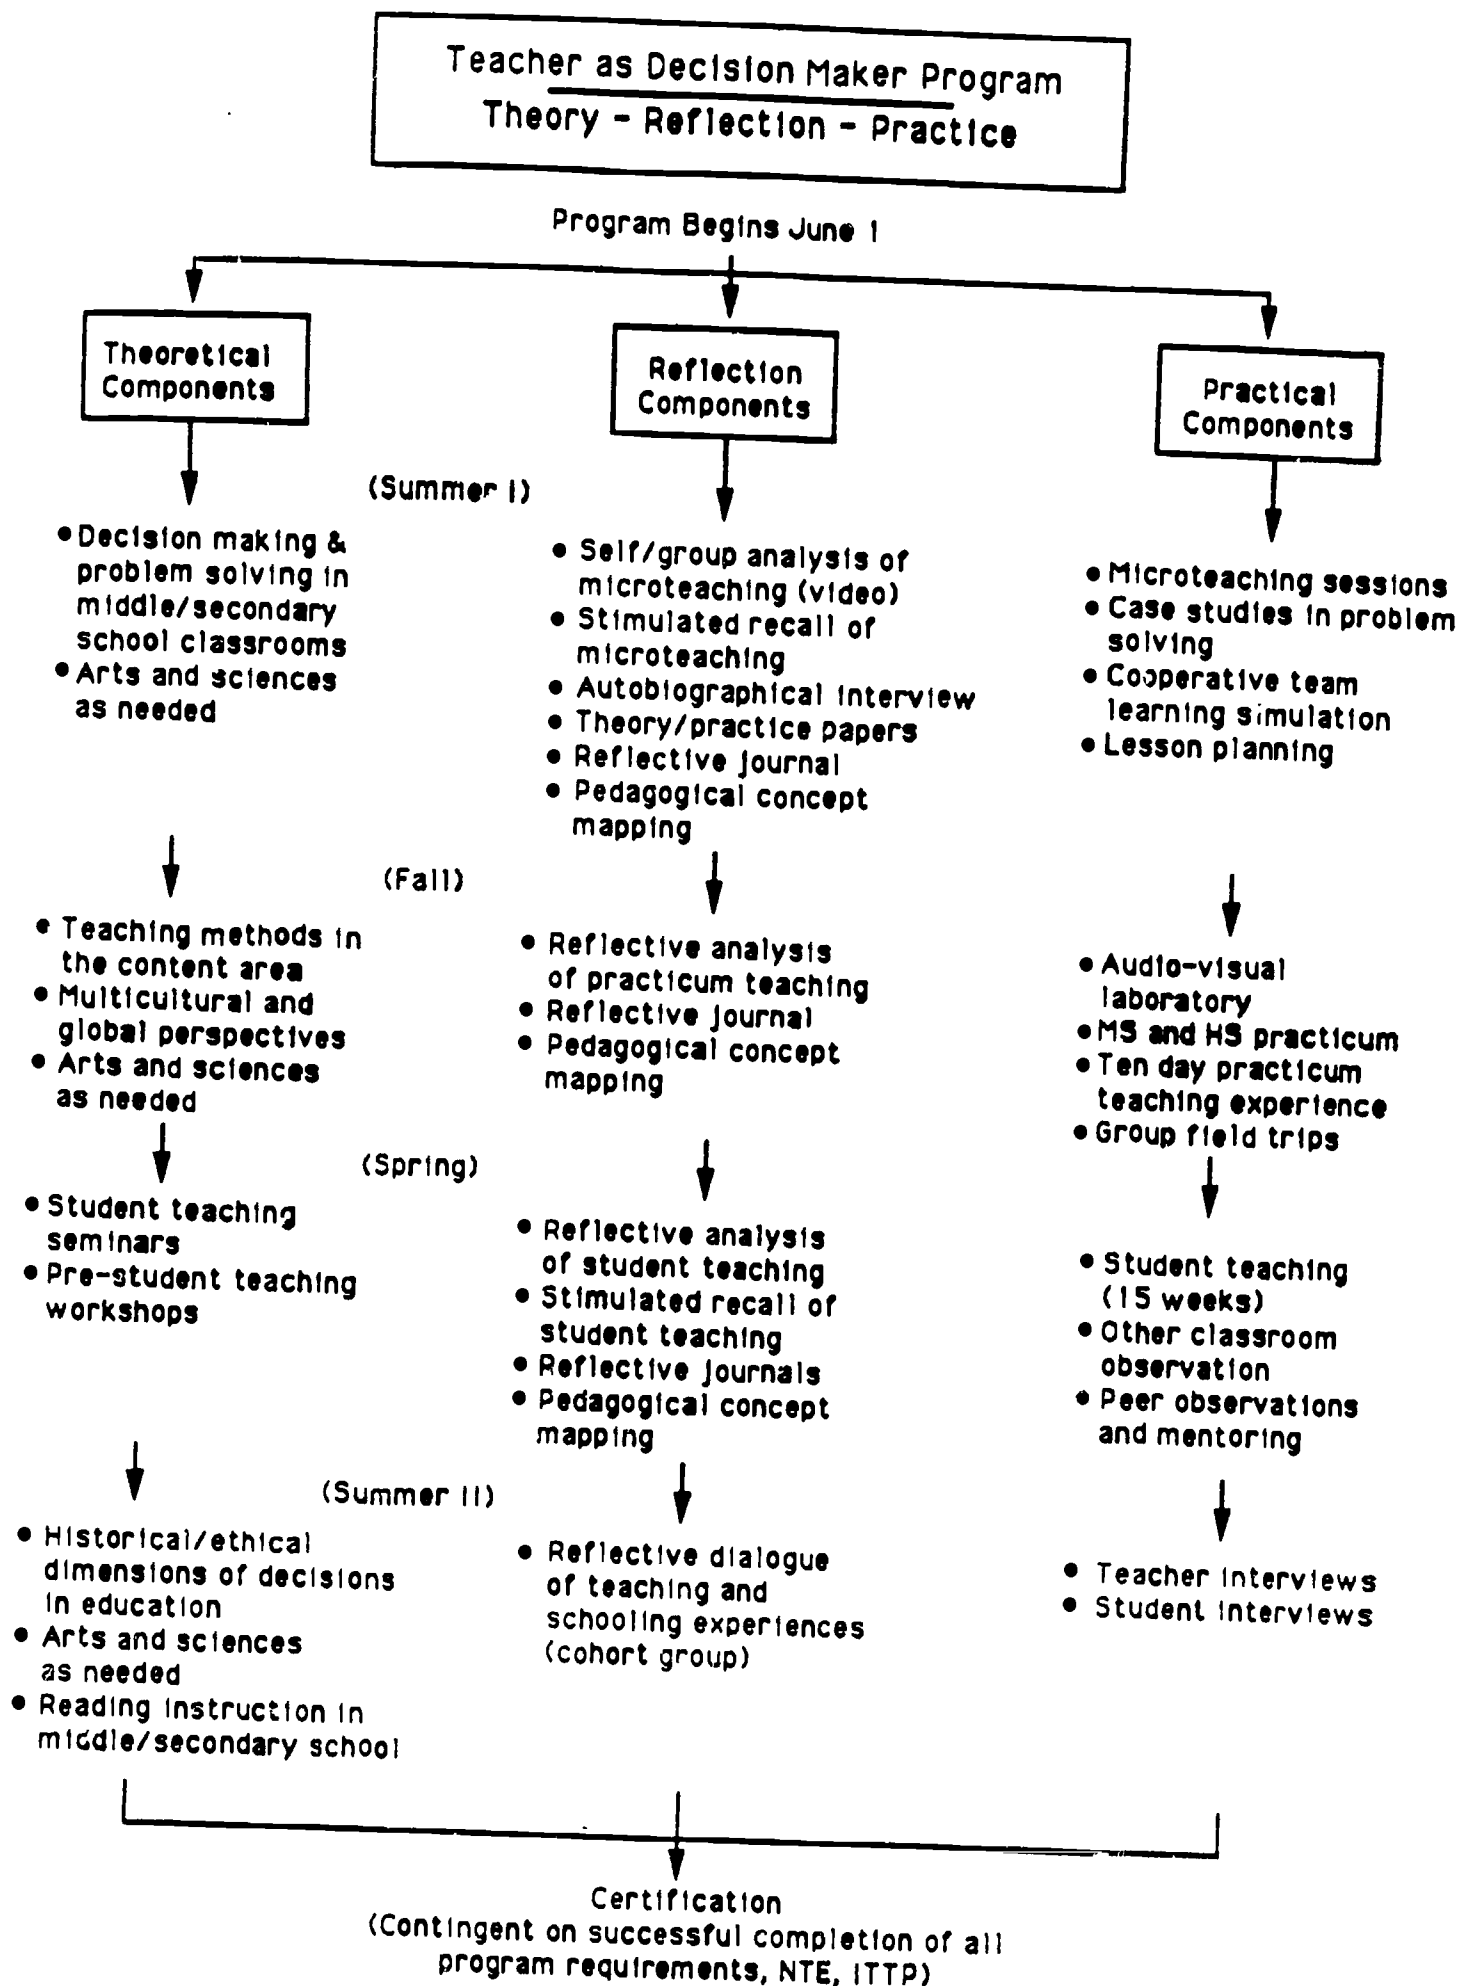 Teacher as Decision Maker Program
Theory - Reflection - Practice
Program Begins June 1
Theoretical
Components
Reflection
Components
Practical
Components
(Summer I)
● Decision making &
problem solving in
middle/secondary
school classrooms
● Arts and sciences
as needed
● Self/group analysis of
microteaching (video)
● Stimulated recall of
microteaching
● Autobiographical interview
● Theory/practice papers
● Reflective journal
● Pedagogical concept
mapping
● Microteaching sessions
● Case studies in problem
solving
● Cooperative team
learning simulation
● Lesson planning
(Fall)
● Teaching methods in
the content area
● Multicultural and
global perspectives
● Arts and sciences
as needed
● Reflective analysis
of practicum teaching
● Reflective journal
● Pedagogical concept
mapping
● Audio-visual
laboratory
● MS and HS practicum
● Ten day practicum
teaching experience
● Group field trips
(Spring)
● Student teaching
seminars
● Pre-student teaching
workshops
● Reflective analysis
of student teaching
● Stimulated recall of
student teaching
● Reflective journals
● Pedagogical concept
mapping
● Student teaching
(15 weeks)
● Other classroom
observation
● Peer observations
and mentoring
(Summer II)
● Historical/ethical
dimensions of decisions
in education
● Arts and sciences
as needed
● Reading instruction in
middle/secondary school
● Reflective dialogue
of teaching and
schooling experiences
(cohort group)
● Teacher interviews
● Student interviews
Certification
(Contingent on successful completion of all
program requirements, NTE, ITTP)